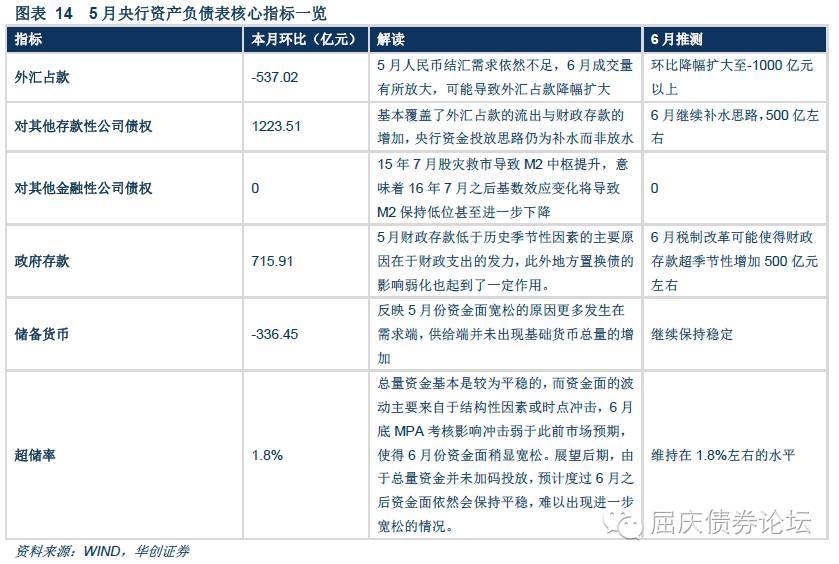 图表 14 5月央行资产负债表核心指标一览
指标 本月环比（亿元） 解读 6月推测
外汇占款
-537.02
5月人民币结汇需求依然不足，6月成交量
有所放大，可能导致外汇占款降幅扩大
环比降幅扩大至-1000亿元
以上
对其他存款性公司债权
1223.51
基本覆盖了外汇占款的流出与财政存款的
增加，央行资金投放思路仍为补水而非放水
6月继续补水思路，500亿左
右
对其他金融性公司债权
0
15年7月股灾救市导致M2中枢提升，意
味着16年7月之后基数效应变化将导致
M2保持低位甚至进一步下降
0
政府存款
715.91
5月财政存款低于历史季节性因素的主要原
因在于财政支出的发力，此外地方置换债的
影响弱化也起到了一定作用。
6月税制改革可能使得财政
存款超季节性增加500亿元
左右
储备货币
-336.45
反映5月份资金面宽松的原因更多发生在
需求端，供给端并未出现基础货币总量的增
加
继续保持稳定
超储率
1.8%
总量资金基本是较为平稳的，而资金面的波
动主要来自于结构性因素或时点冲击，6月
底MPA考核影响冲击弱于此前市场预期，
使得6月份资金面稍显宽松。展望后期，由
于总量资金并未加码投放，预计度过6月之
后资金面依然会保持平稳，难以出现进一步
宽松的情况。
维持在1.8%左右的水平
屈庆债券论坛
资料来源：WIND，华创证券